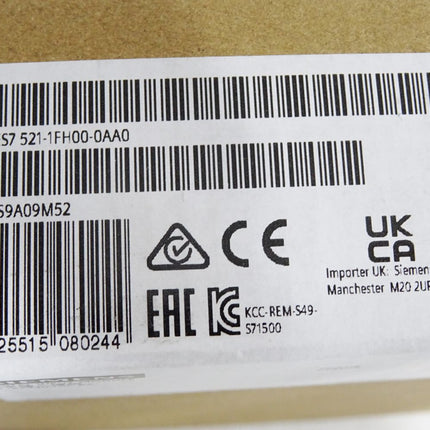 S7 521-1FH00-0AA0
S9A09M52
CE
UK
CA
Importer UK: Siemen
Manchester M20 2UR
EAC
KCC-REM-S49-
S71500
25515 080244